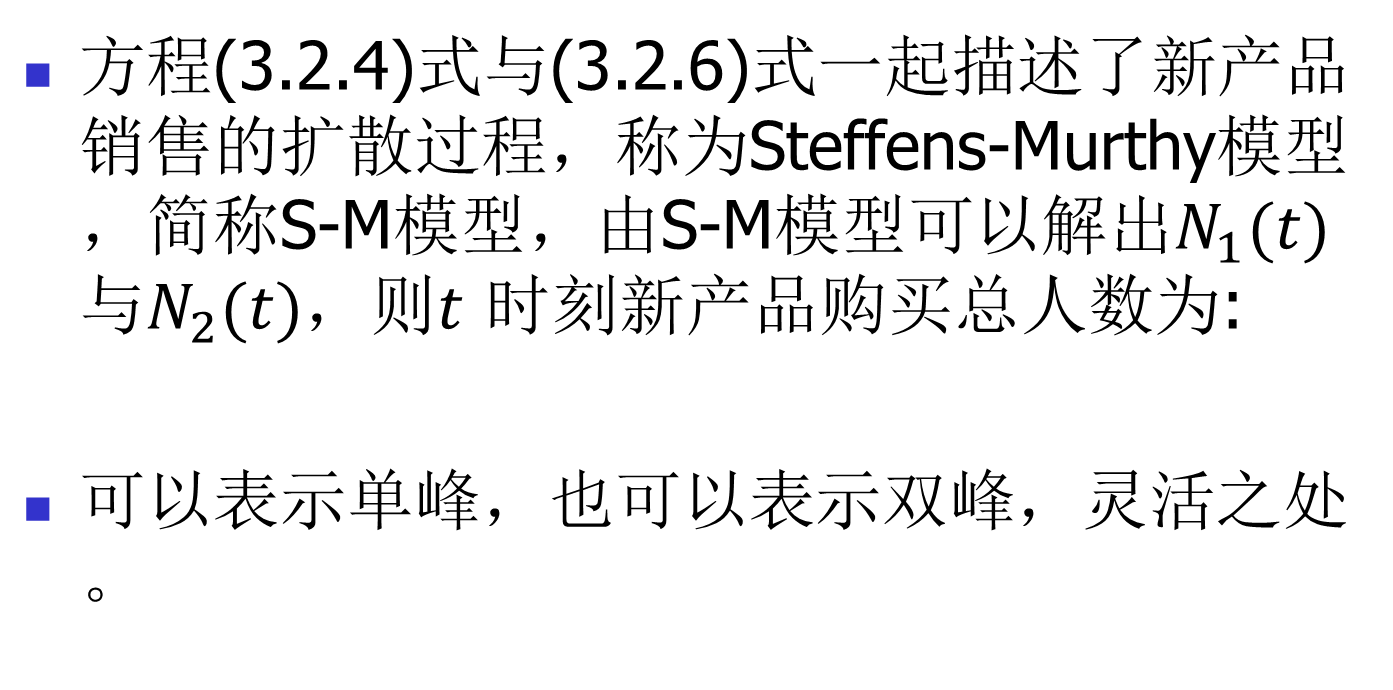 方程(3.2.4)式与(3.2.6)式一起描述了新产品
销售的扩散过程，称为Steffens-Murthy模型
，简称S-M模型，由S-M模型可以解出N₁(t)
与N₂(t)，则t 时刻新产品购买总人数为:
可以表示单峰，也可以表示双峰，灵活之处
。